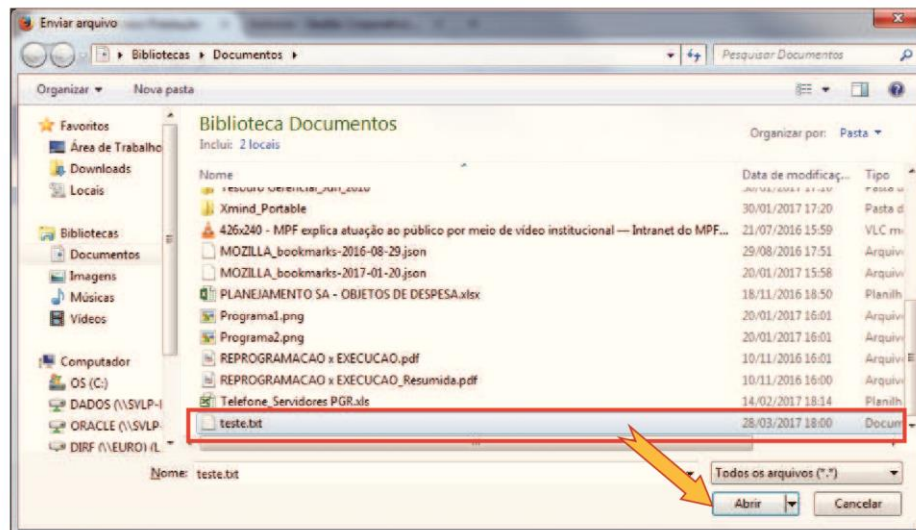 Enviar arquivo
Bibliotecas Documentos
Pesquisar Documentos
Organizar Nova pasta
Favoritos
Área de Trabalho
Downloads
Locais
Bibliotecas
Documentos
Imagens
Músicas
Vídeos
Computador
OS (C:)
DADOS (\\SVLP-
ORACLE (\\SVLP-
DIRF (\\EURO) (L
Biblioteca Documentos
Inclui: 2 locais
Organizar por: Pasta
Nome Data de modificaç... Tipo
Xmind_Portable 30/01/2017 17:20 Pasta d
426x240 - MPF explica atuação ao público por meio de vídeo institucional — Intranet do MPF... 21/07/2016 15:59 VLC m
MOZILLA_bookmarks-2016-08-29.json 29/08/2016 17:51 Arquiv
MOZILLA_bookmarks-2017-01-20.json 20/01/2017 15:58 Arquiv
PLANEJAMENTO SA - OBJETOS DE DESPESA.xlsx 18/11/2016 18:50 Planilh
Programa1.png 20/01/2017 16:01 Arquiv
Programa2.png 20/01/2017 16:01 Arquiv
REPROGRAMACAO x EXECUCAO.pdf 10/11/2016 16:01 Arquiv
REPROGRAMACAO x EXECUCAO_Resumida.pdf 10/11/2016 16:00 Arquiv
Telefone_Servidores PGR.xls 14/02/2017 18:14 Planilh
teste.txt 28/03/2017 18:00 Docum
Nome: teste.txt
Todos os arquivos (*.*)
Abrir Cancelar